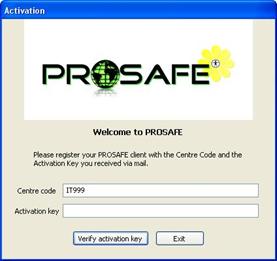 Activation
PROSAFE
Welcome to PROSAFE
Please register your PROSAFE client with the Centre Code and the
Activation Key you received via mail.
Centre code IT999
Activation key
Verify activation key Exit